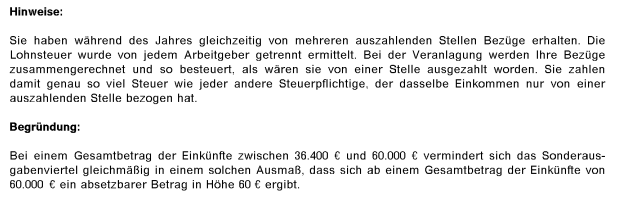 Hinweise:
Sie haben während des Jahres gleichzeitig von mehreren auszahlenden Stellen Bezüge erhalten. Die
Lohnsteuer wurde von jedem Arbeitgeber getrennt ermittelt. Bei der Veranlagung werden Ihre Bezüge
zusammengerechnet und so besteuert, als wären sie von einer Stelle ausgezahlt worden. Sie zahlen
damit genau so viel Steuer wie jeder andere Steuerpflichtige, der dasselbe Einkommen nur von einer
auszahlenden Stelle bezogen hat.
Begründung:
Bei einem Gesamtbetrag der Einkünfte zwischen 36.400 € und 60.000 € vermindert sich das Sonderaus-
gabenviertel gleichmäßig in einem solchen Ausmaß, dass sich ab einem Gesamtbetrag der Einkünfte von
60.000 € ein absetzbarer Betrag in Höhe 60 € ergibt.